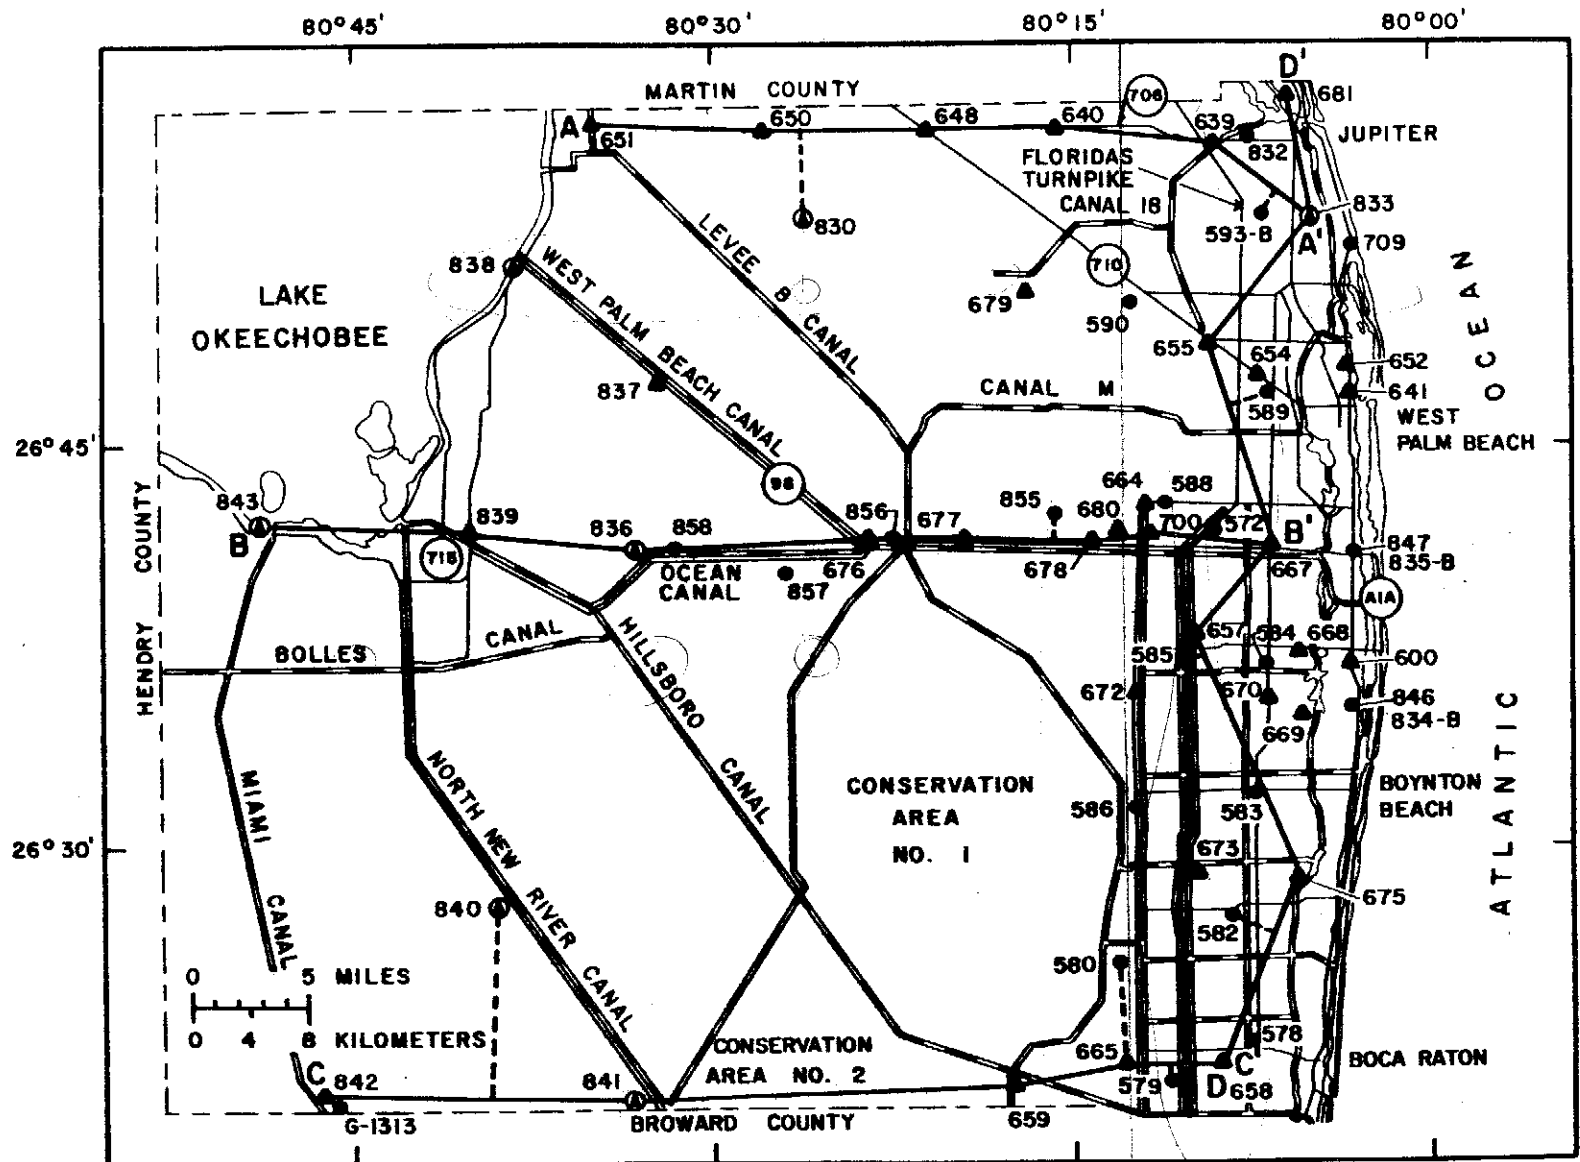 80°45'
80°30'
80°15'
80°00'
D'
MARTIN COUNTY
706
681
A
651
650
648
640
639
832
JUPITER
FLORIDAS
TURNPIKE
CANAL 18
830
593-B
833
A'
709
LEVEE 8 CANAL
838
WEST PALM BEACH CANAL
710
679
590
OCEAN
LAKE
OKEECHOBEE
655
654
652
837
589
641
CANAL M
WEST
PALM BEACH
26°45'
98
843
B
839
836
858
856
677
855
680
664
588
700
572
B'
715
676
678
667
847
835-B
OCEAN
CANAL
857
A1A
HENDRY COUNTY
BOLLES
CANAL
HILLSBORO
CANAL
657
584
668
585
600
672
670
846
834-B
669
MIAMI
CANAL
NORTH NEW RIVER CANAL
CONSERVATION
AREA
NO. 1
586
583
BOYNTON
BEACH
ATLANTIC
26°30'
673
675
840
582
580
0 5 MILES
0 4 8 KILOMETERS
578
CONSERVATION
AREA NO. 2
665
C
BOCA RATON
C
842
841
579
D
658
G-1313
BROWARD COUNTY
659